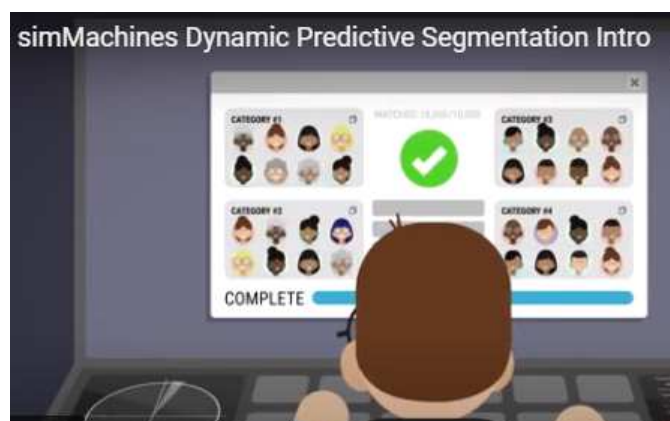 simMachines Dynamic Predictive Segmentation Intro
CATEGORY #1
CATEGORY #3
CATEGORY #2
CATEGORY #4
COMPLETE